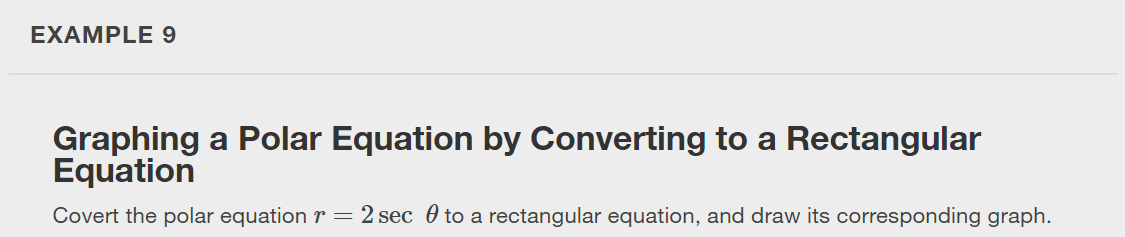 EXAMPLE 9
Graphing a Polar Equation by Converting to a Rectangular
Equation
Covert the polar equation r = 2 sec θ to a rectangular equation, and draw its corresponding graph.